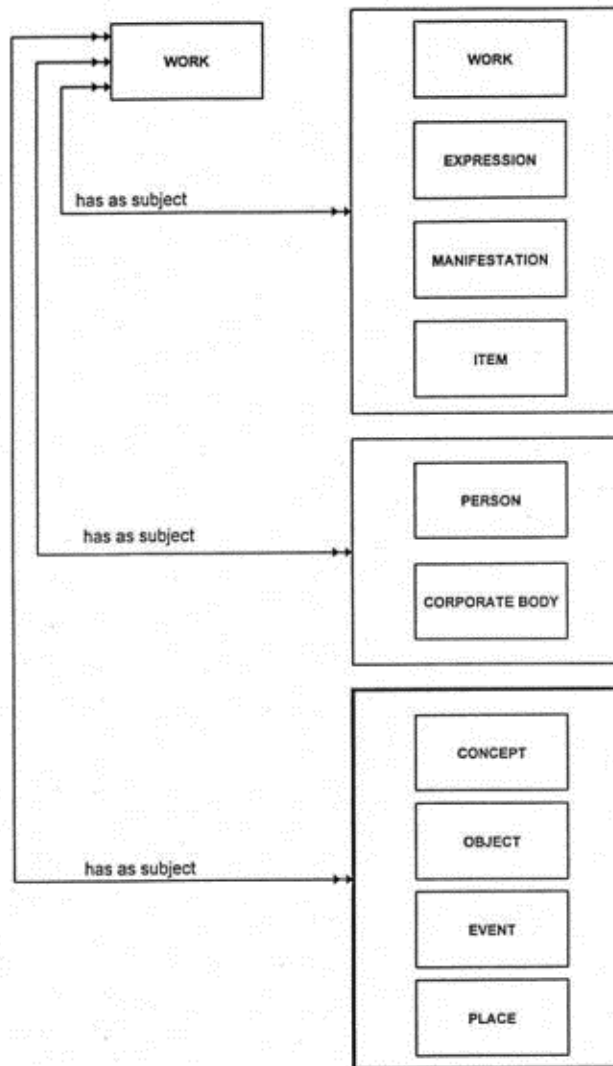 WORK
WORK
EXPRESSION
has as subject
MANIFESTATION
ITEM
PERSON
has as subject
CORPORATE BODY
CONCEPT
OBJECT
has as subject
EVENT
PLACE